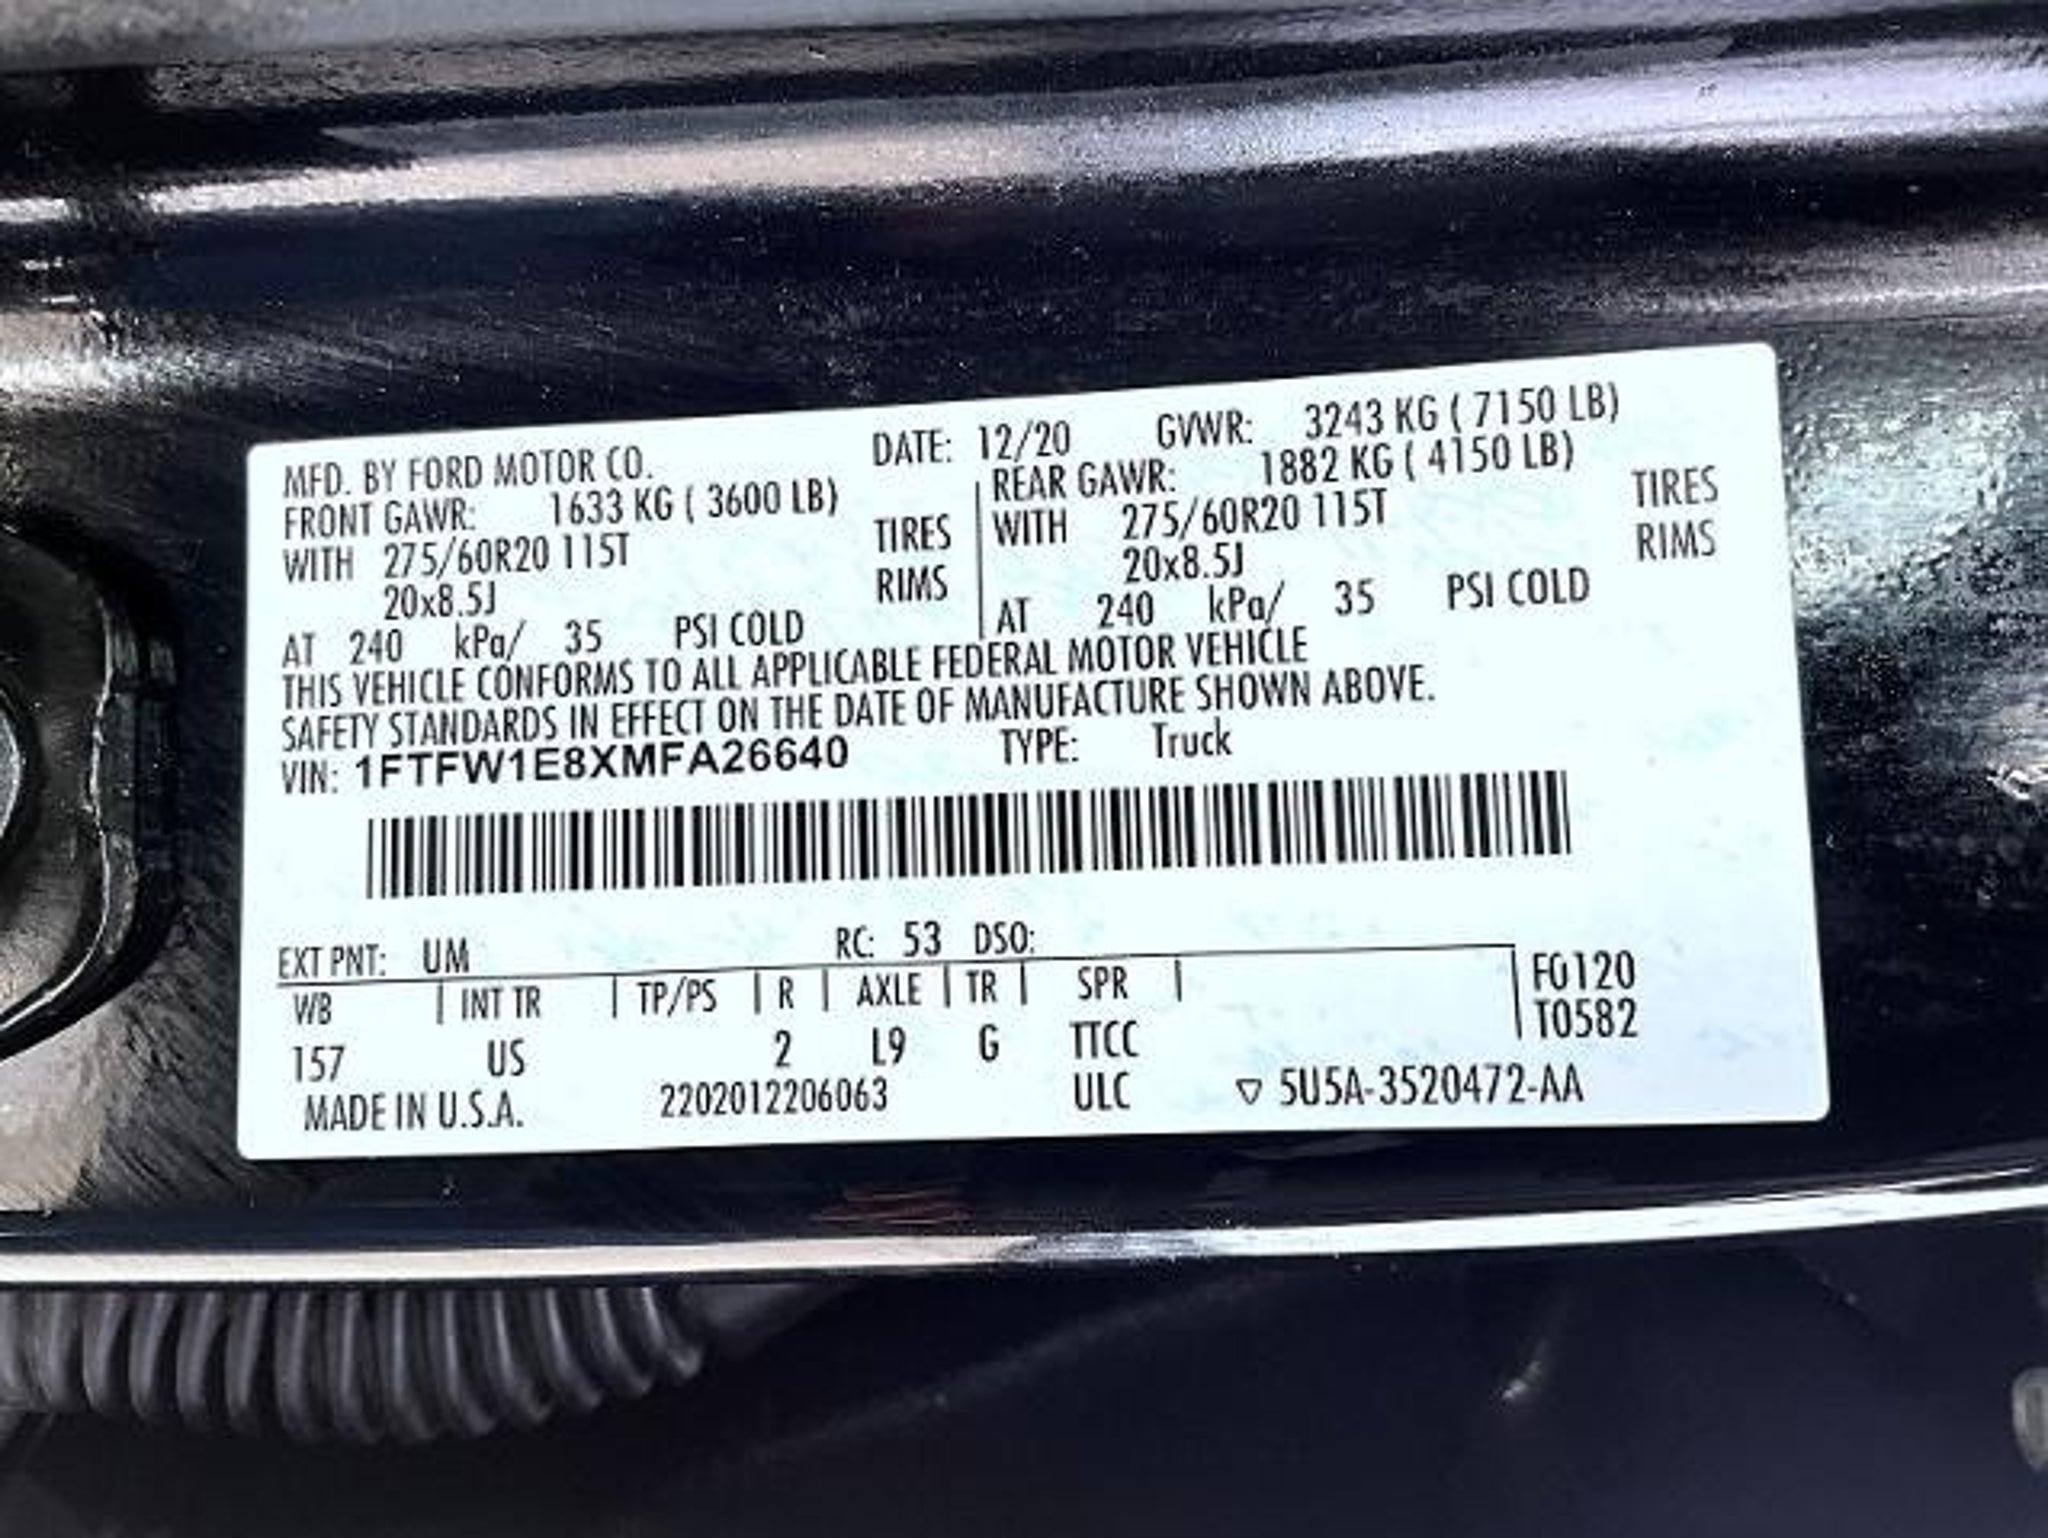 MFD. BY FORD MOTOR CO. DATE: 12/20 GVWR: 3243 KG ( 7150 LB)
FRONT GAWR: 1633 KG ( 3600 LB) REAR GAWR: 1882 KG ( 4150 LB)
WITH 275/60R20 115T TIRES WITH 275/60R20 115T TIRES
20x8.5J RIMS 20x8.5J RIMS
AT 240 kPa/ 35 PSI COLD AT 240 kPa/ 35 PSI COLD
THIS VEHICLE CONFORMS TO ALL APPLICABLE FEDERAL MOTOR VEHICLE
SAFETY STANDARDS IN EFFECT ON THE DATE OF MANUFACTURE SHOWN ABOVE.
VIN: 1FTFW1E8XMFA26640 TYPE: Truck
EXT PNT: UM RC: 53 DSO:
WB INT TR TP/PS R AXLE TR SPR F0120
T0582
157 US 2 L9 G TTCC
MADE IN U.S.A. 2202012206063 ULC ▽ 5U5A-3520472-AA